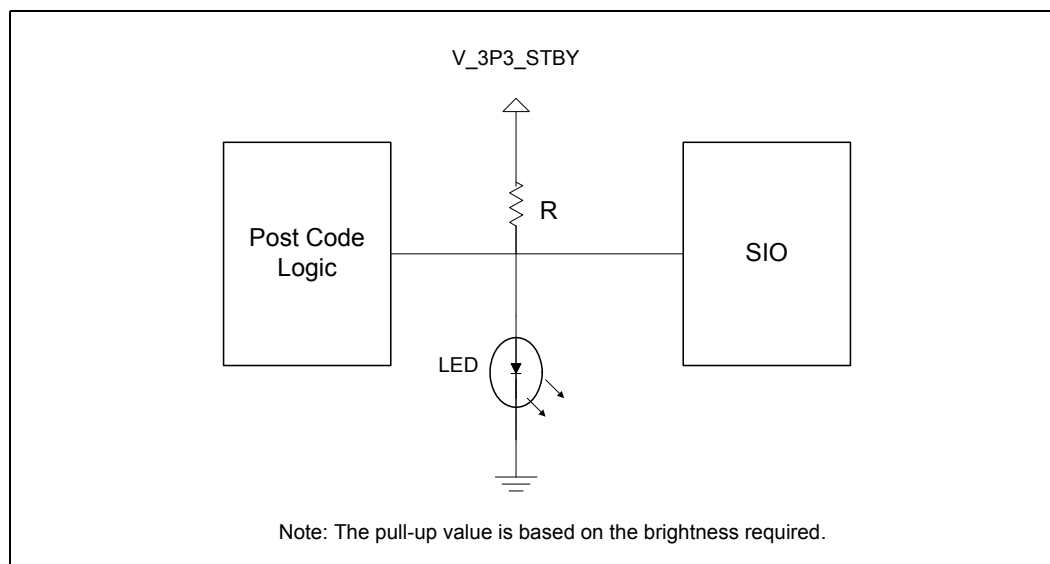 V_3P3_STBY
R
Post Code
Logic
SIO
LED
Note: The pull-up value is based on the brightness required.